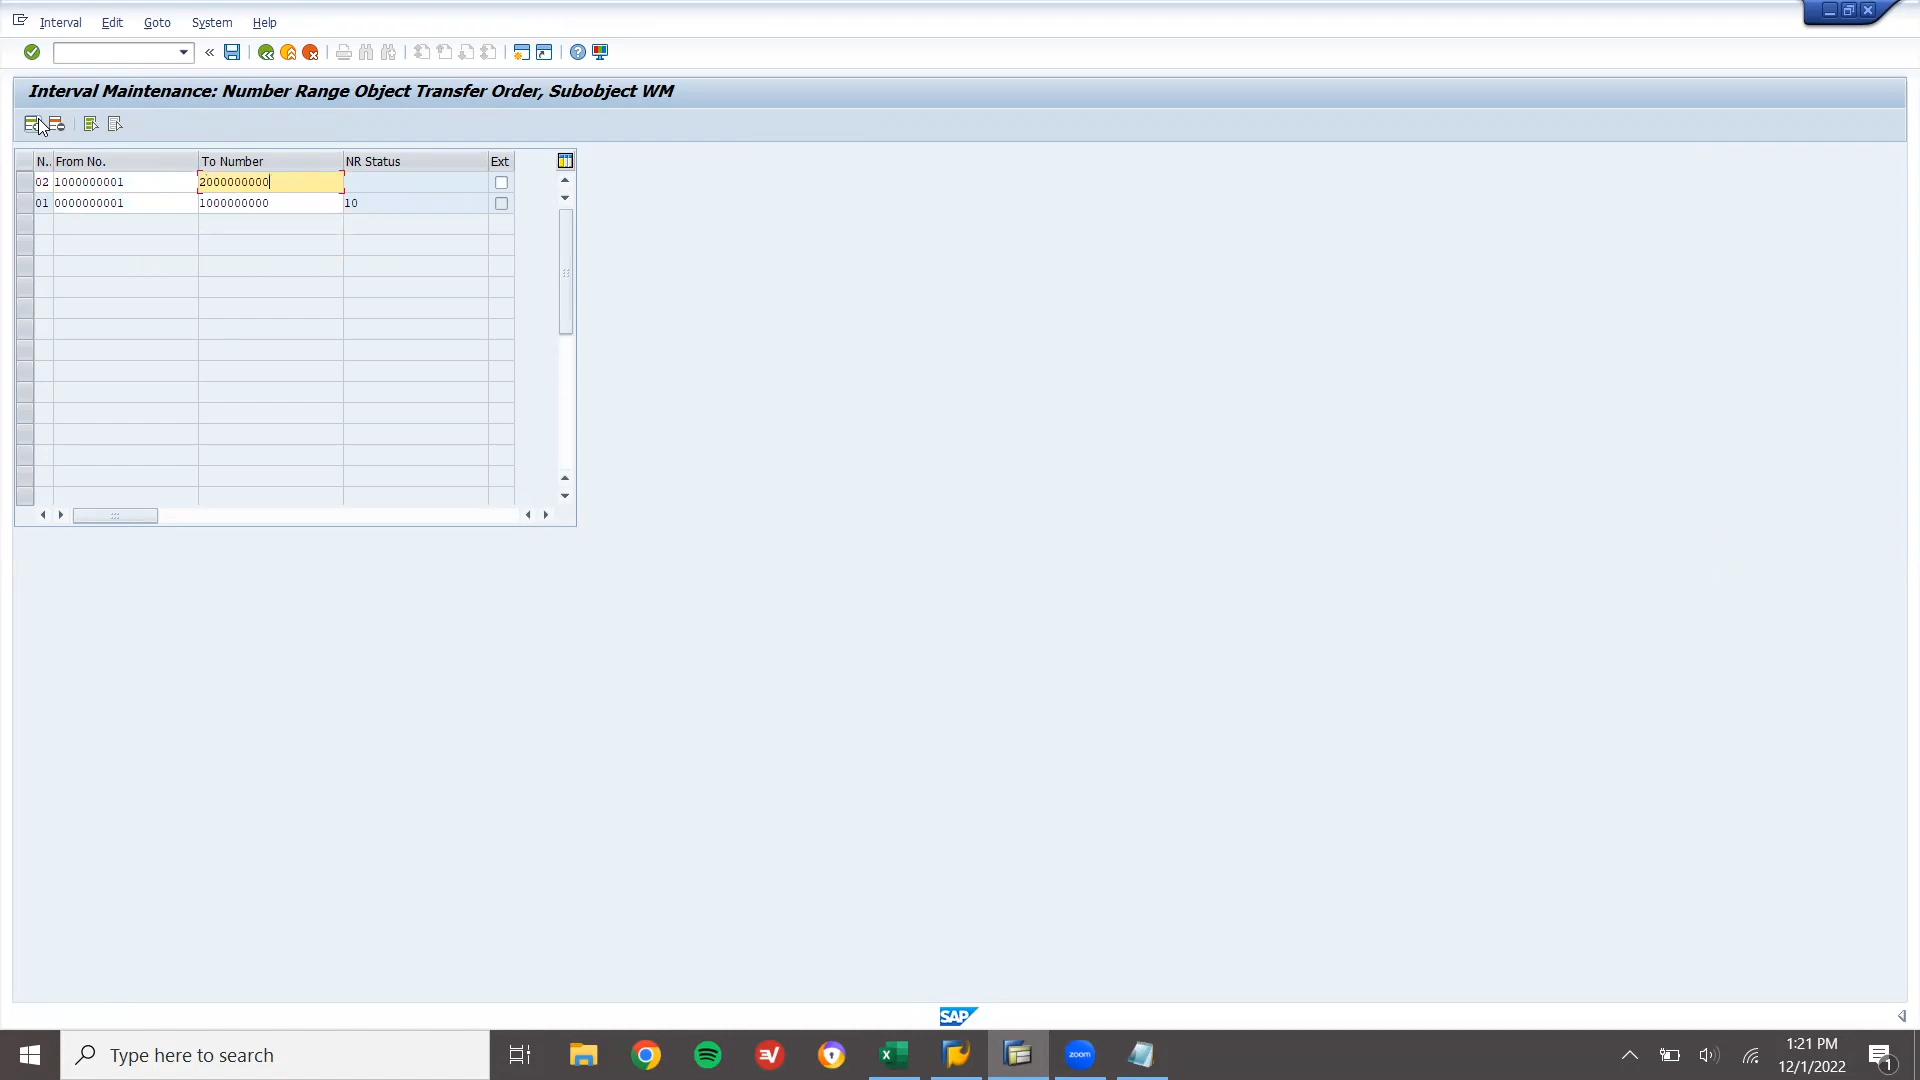 Interval Edit Goto System Help
Interval Maintenance: Number Range Object Transfer Order, Subobject WM
N.. From No. To Number NR Status Ext
02 1000000001 2000000000
01 0000000001 1000000000 10
SAP
Type here to search
zoom
1:21 PM
12/1/2022
1